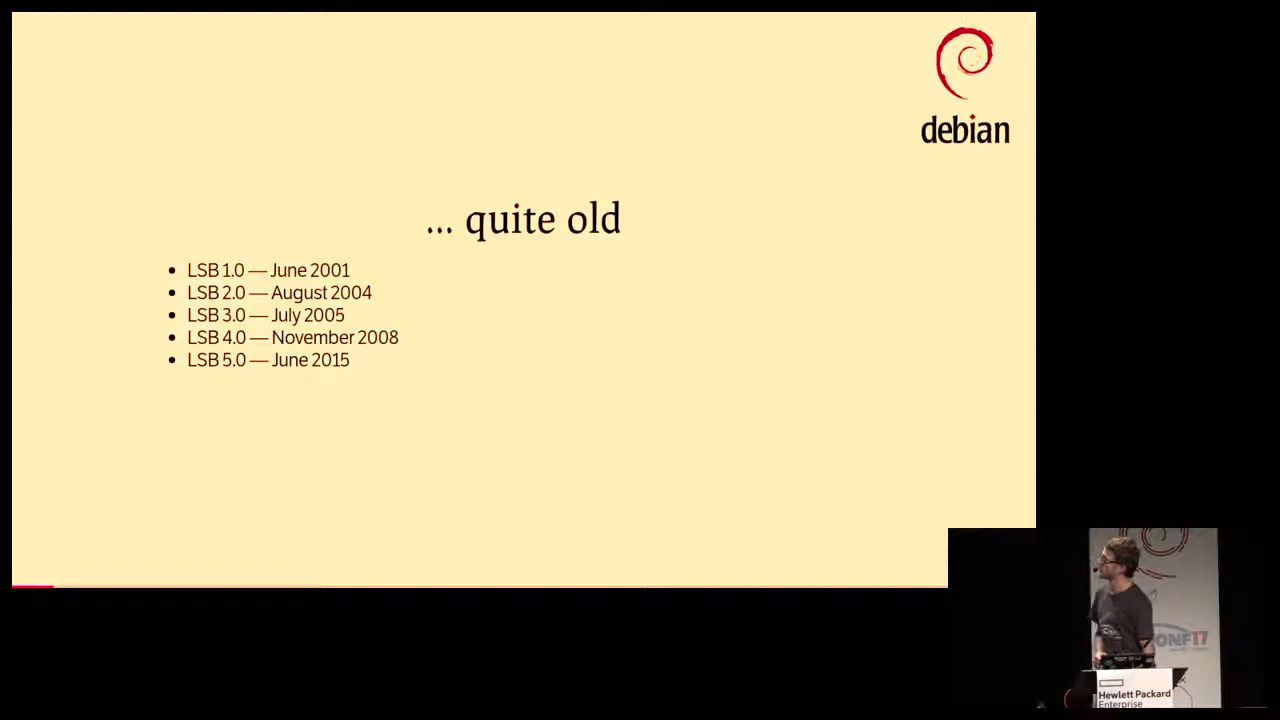 debian
... quite old
LSB 1.0 — June 2001
LSB 2.0 — August 2004
LSB 3.0 — July 2005
LSB 4.0 — November 2008
LSB 5.0 — June 2015
ONF17
Hewlett Packard
Enterprise